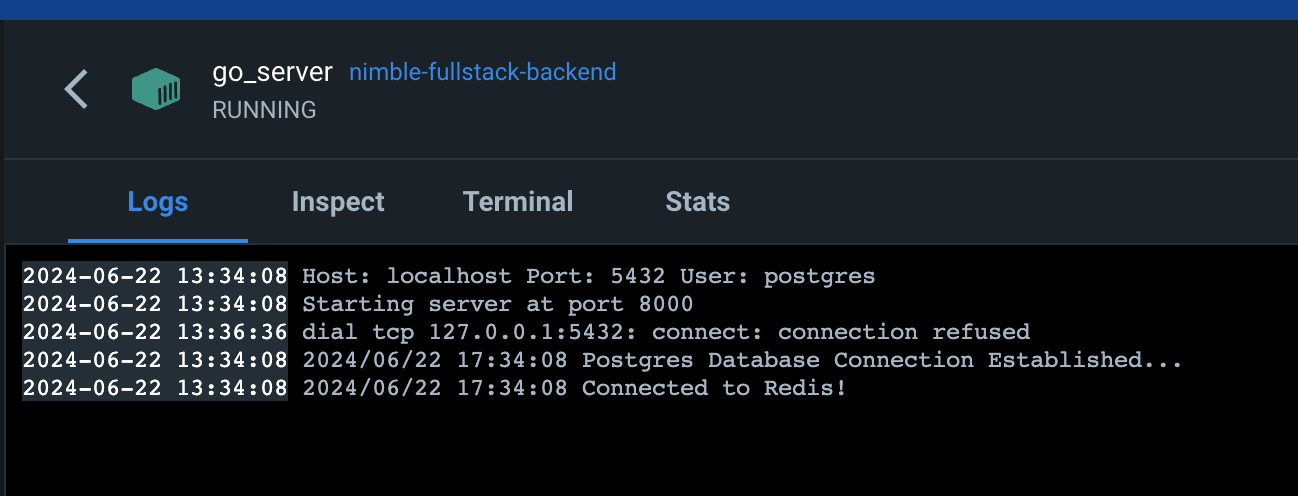 go_server nimble-fullstack-backend
RUNNING
Logs Inspect Terminal Stats
2024-06-22 13:34:08 Host: localhost Port: 5432 User: postgres
2024-06-22 13:34:08 Starting server at port 8000
2024-06-22 13:36:36 dial tcp 127.0.0.1:5432: connect: connection refused
2024-06-22 13:34:08 2024/06/22 17:34:08 Postgres Database Connection Established...
2024-06-22 13:34:08 2024/06/22 17:34:08 Connected to Redis!